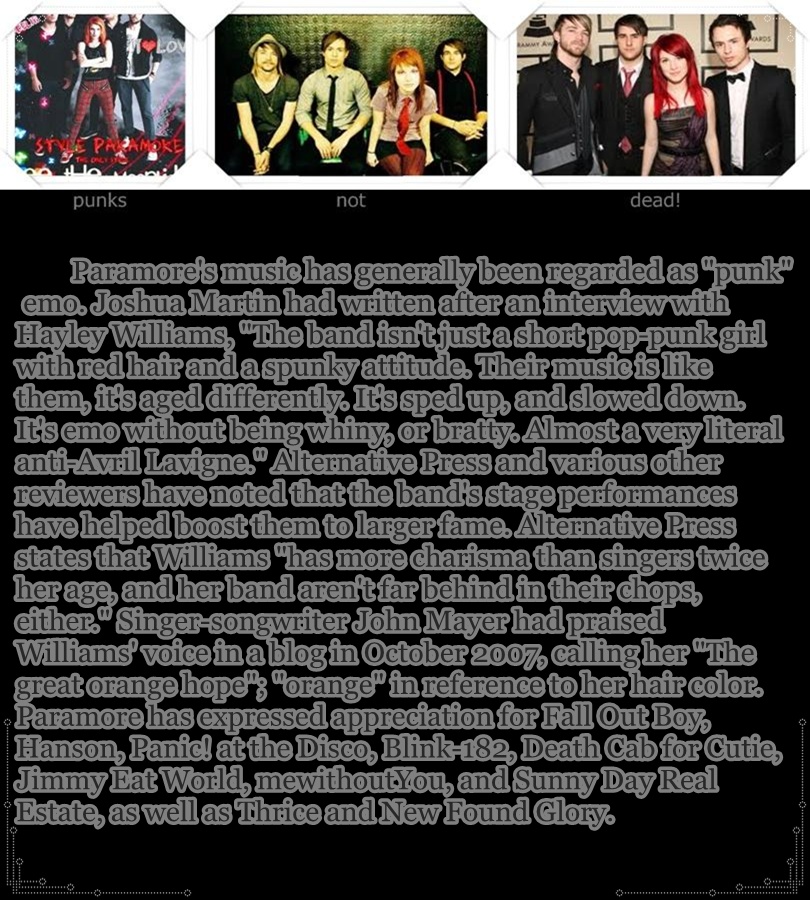 I ❤ LOV
STYLE PARAMORE
RAMMY AW
ARDS
punks not dead!
Paramore's music has generally been regarded as "punk"
emo. Joshua Martin had written after an interview with
Hayley Williams, "The band isn't just a short pop-punk girl
with red hair and a spunky attitude. Their music is like
them, it's aged differently. It's sped up, and slowed down.
It's emo without being whiny, or bratty. Almost a very literal
anti-Avril Lavigne." Alternative Press and various other
reviewers have noted that the band's stage performances
have helped boost them to larger fame. Alternative Press
states that Williams "has more charisma than singers twice
her age, and her band aren't far behind in their chops,
either." Singer-songwriter John Mayer had praised
Williams' voice in a blog in October 2007, calling her "The
great orange hope"; "orange" in reference to her hair color.
Paramore has expressed appreciation for Fall Out Boy,
Hanson, Panic! at the Disco, Blink-182, Death Cab for Cutie,
Jimmy Eat World, mewithoutYou, and Sunny Day Real
Estate, as well as Thrice and New Found Glory.